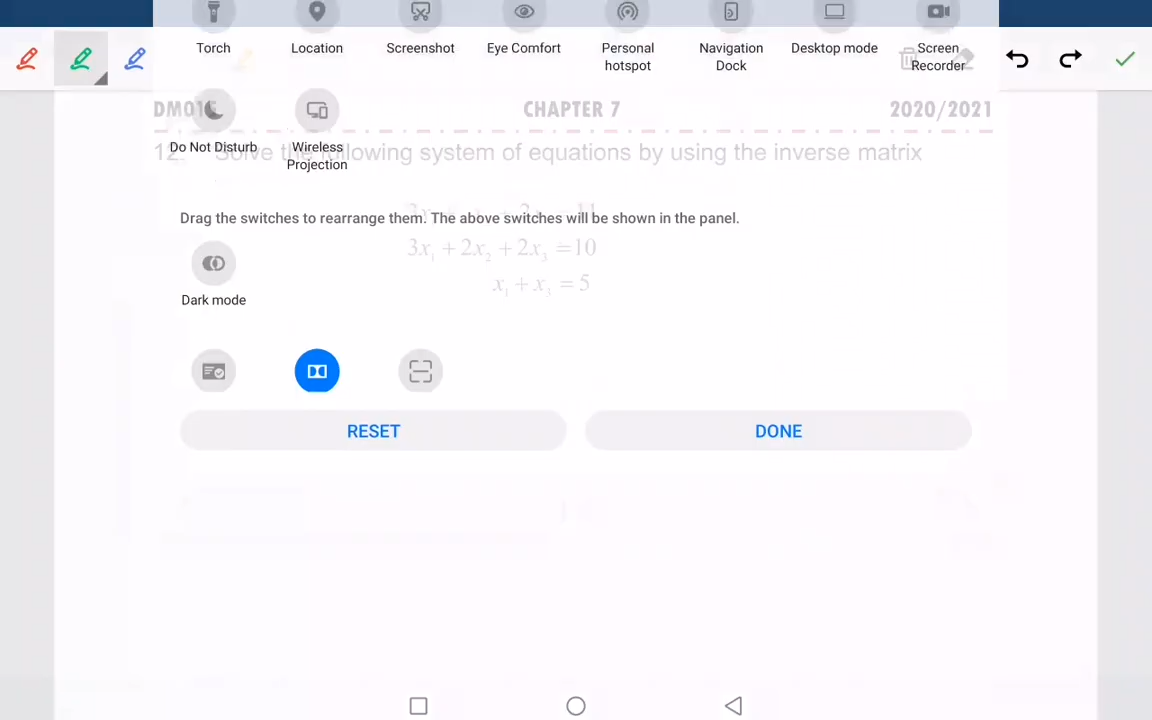 Torch Location Screenshot Eye Comfort Personal hotspot Navigation Dock Desktop mode Screen Recorder
DM015 CHAPTER 7 2020/2021
Do Not Disturb Wireless Projection
12. Solve the following system of equations by using the inverse matrix
Drag the switches to rearrange them. The above switches will be shown in the panel.
3x₁ + 2x₂ + 2x₃ = 10
x₁ + x₃ = 5
Dark mode
RESET DONE